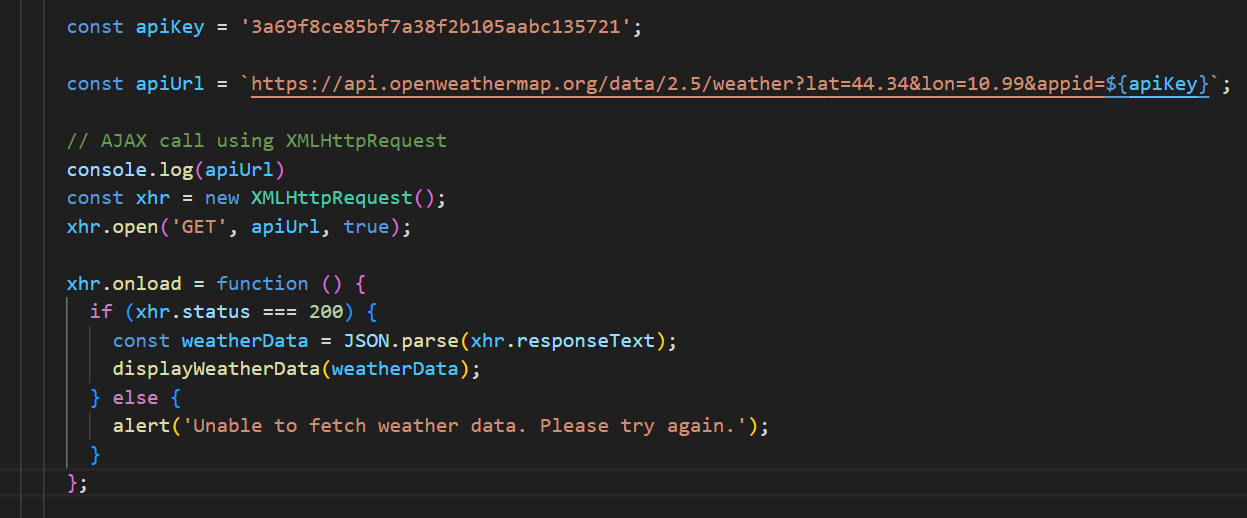 const apiKey = '3a69f8ce85bf7a38f2b105aabc135721';
const apiUrl = `https://api.openweathermap.org/data/2.5/weather?lat=44.34&lon=10.99&appid=${apiKey}`;
// AJAX call using XMLHttpRequest
console.log(apiUrl)
const xhr = new XMLHttpRequest();
xhr.open('GET', apiUrl, true);
xhr.onload = function () {
if (xhr.status === 200) {
const weatherData = JSON.parse(xhr.responseText);
displayWeatherData(weatherData);
} else {
alert('Unable to fetch weather data. Please try again.');
}
};